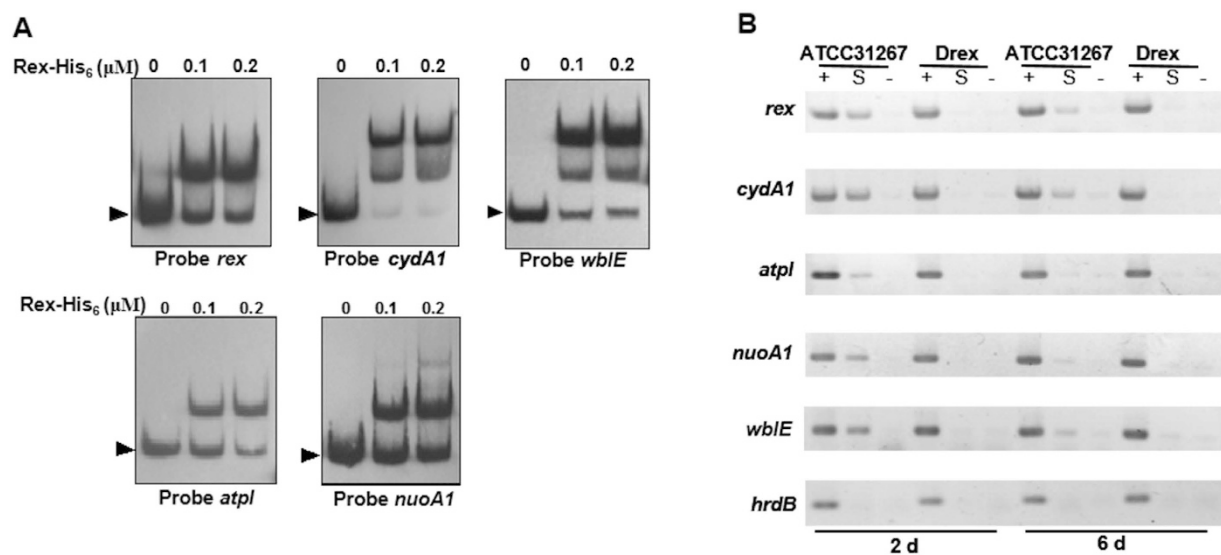 A
Rex-His₆ (µM) 0 0.1 0.2 0 0.1 0.2 0 0.1 0.2
Probe rex Probe cydA1 Probe wblE
Rex-His₆ (µM) 0 0.1 0.2 0 0.1 0.2
Probe atpI Probe nuoA1
B
ATCC31267 Drex ATCC31267 Drex
+ S - + S - + S - + S -
rex
cydA1
atpI
nuoA1
wblE
hrdB
2 d 6 d